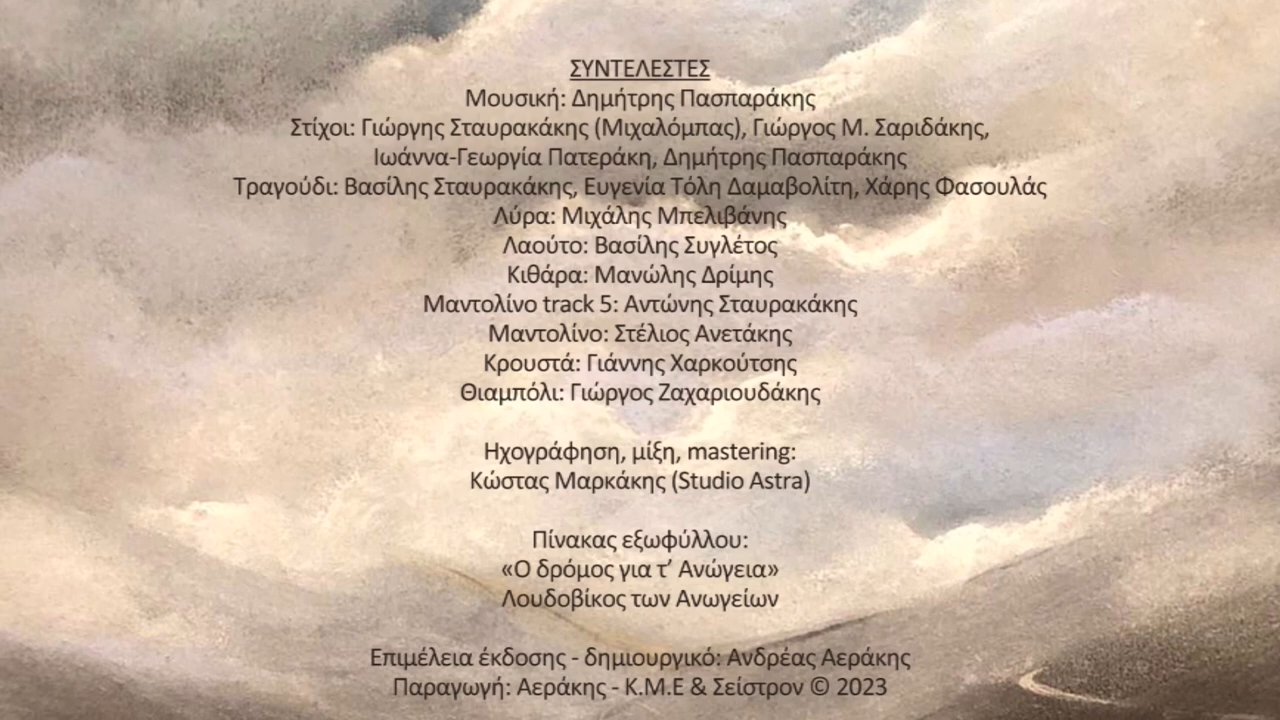 ΣΥΝΤΕΛΕΣΤΕΣ
Μουσική: Δημήτρης Πασπαράκης
Στίχοι: Γιώργης Σταυρακάκης (Μιχαλόμπας), Γιώργος Μ. Σαριδάκης,
Ιωάννα-Γεωργία Πατεράκη, Δημήτρης Πασπαράκης
Τραγούδι: Βασίλης Σταυρακάκης, Ευγενία Τόλη Δαμαβολίτη, Χάρης Φασουλάς
Λύρα: Μιχάλης Μπελιβάνης
Λαούτο: Βασίλης Συγλέτος
Κιθάρα: Μανώλης Δρίμης
Μαντολίνο track 5: Αντώνης Σταυρακάκης
Μαντολίνο: Στέλιος Ανετάκης
Κρουστά: Γιάννης Χαρκούτσης
Θιαμπόλι: Γιώργος Ζαχαριουδάκης
Ηχογράφηση, μίξη, mastering:
Κώστας Μαρκάκης (Studio Astra)
Πίνακας εξωφύλλου:
«Ο δρόμος για τ’ Ανώγεια»
Λουδοβίκος των Ανωγείων
Επιμέλεια έκδοσης - δημιουργικό: Ανδρέας Αεράκης
Παραγωγή: Αεράκης - Κ.Μ.Ε & Σείστρον © 2023